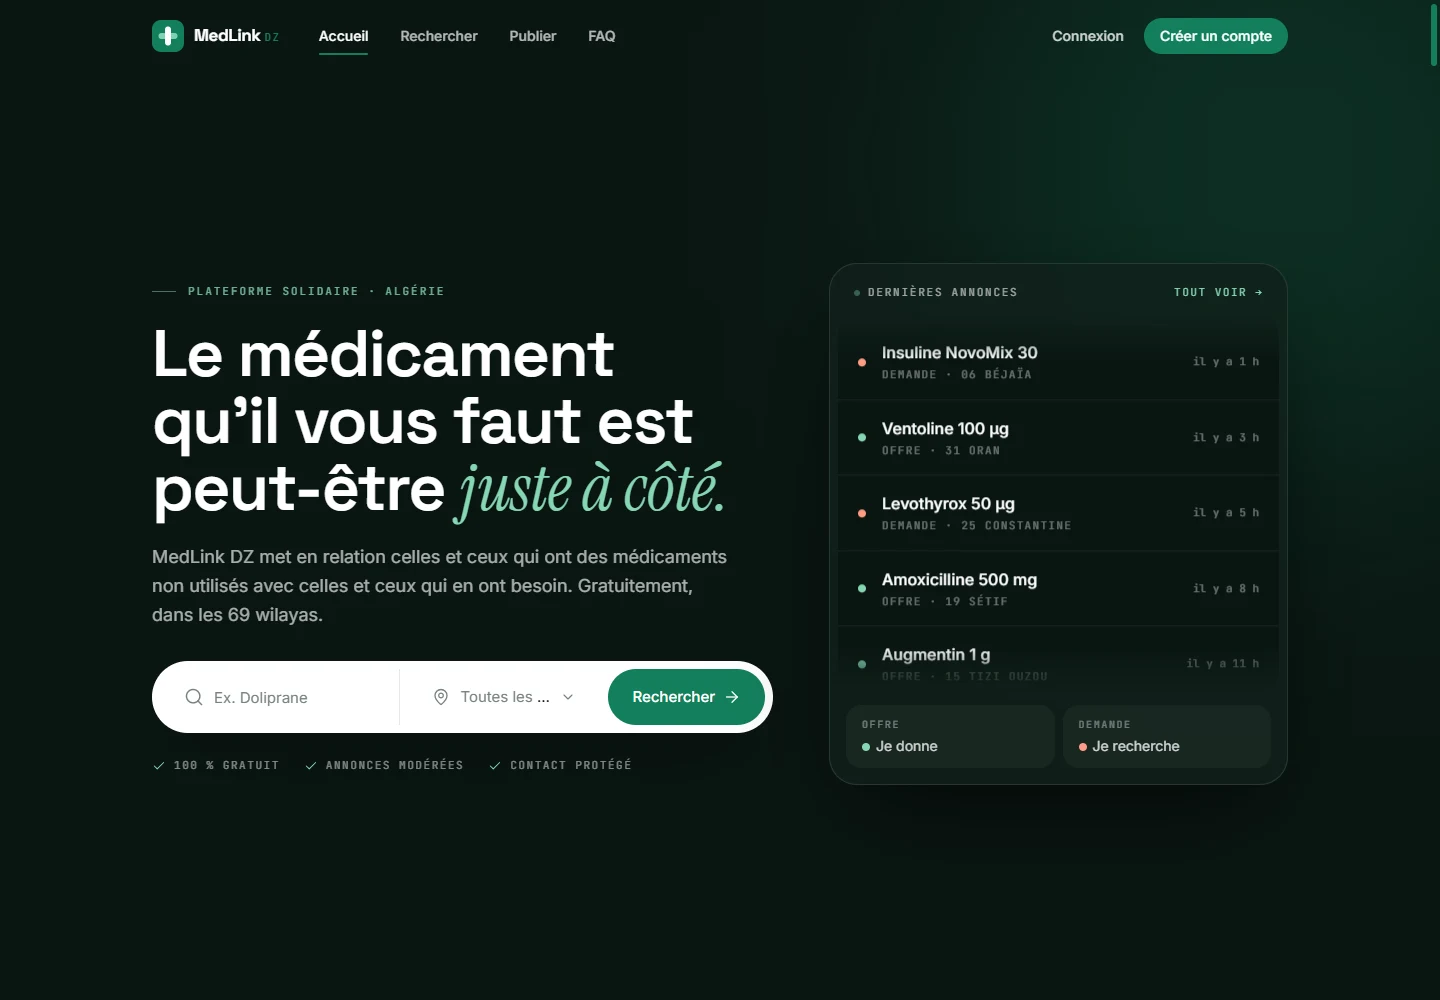 MedLink DZ
Accueil
Rechercher
Publier
FAQ
Connexion
Créer un compte
PLATEFORME SOLIDAIRE · ALGÉRIE
Le médicament
qu’il vous faut est
peut-être juste à côté.
MedLink DZ met en relation celles et ceux qui ont des médicaments
non utilisés avec celles et ceux qui en ont besoin. Gratuitement,
dans les 69 wilayas.
Ex. Doliprane
Toutes les ...
Rechercher →
100 % GRATUIT
ANNONCES MODÉRÉES
CONTACT PROTÉGÉ
DERNIÈRES ANNONCES
TOUT VOIR →
Insuline NovoMix 30
DEMANDE · 06 BÉJAÏA
il y a 1 h
Ventoline 100 µg
OFFRE · 31 ORAN
il y a 3 h
Levothyrox 50 µg
DEMANDE · 25 CONSTANTINE
il y a 5 h
Amoxicilline 500 mg
OFFRE · 19 SÉTIF
il y a 8 h
Augmentin 1 g
OFFRE · 15 TIZI OUZOU
il y a 11 h
OFFRE
Je donne
DEMANDE
Je recherche